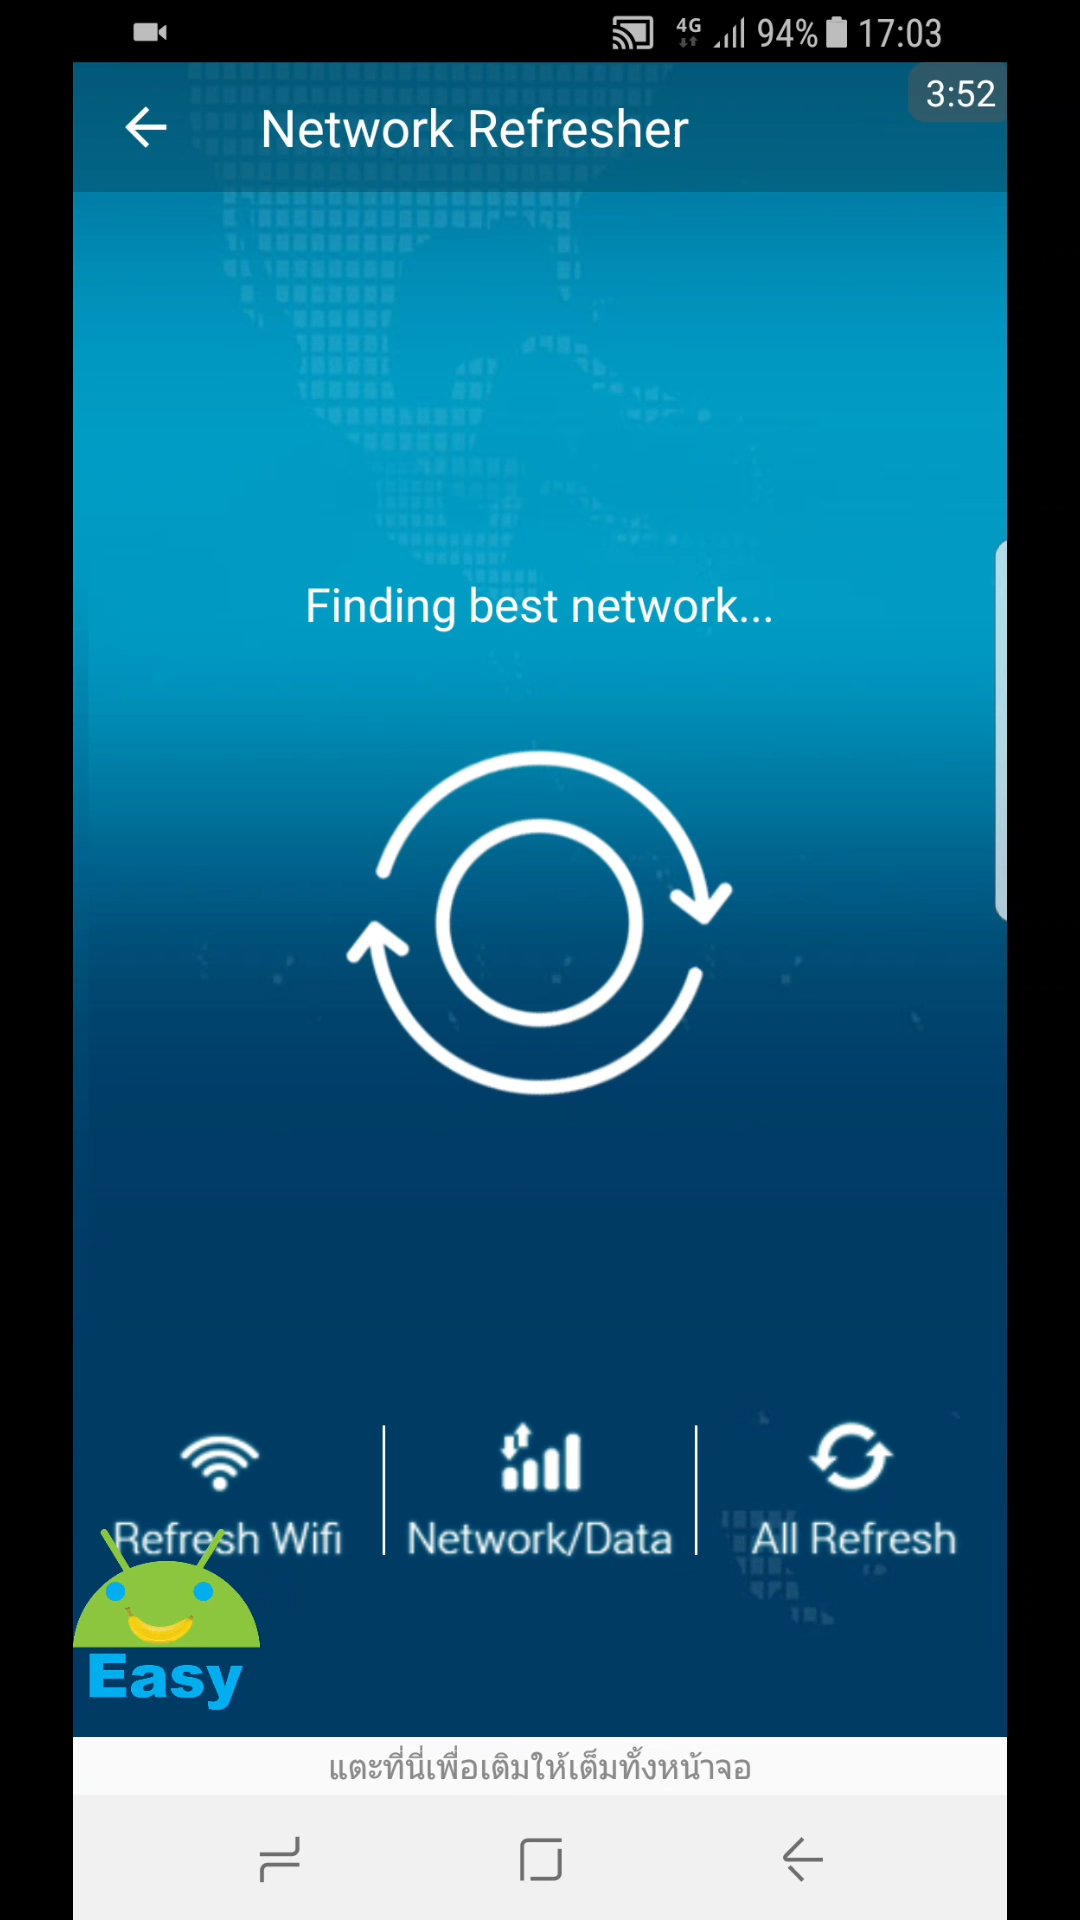 4G 94% 17:03
3:52
Network Refresher
Finding best network...
Refresh Wifi Network/Data All Refresh
Easy
แตะที่นี่เพื่อเติมให้เต็มทั้งหน้าจอ